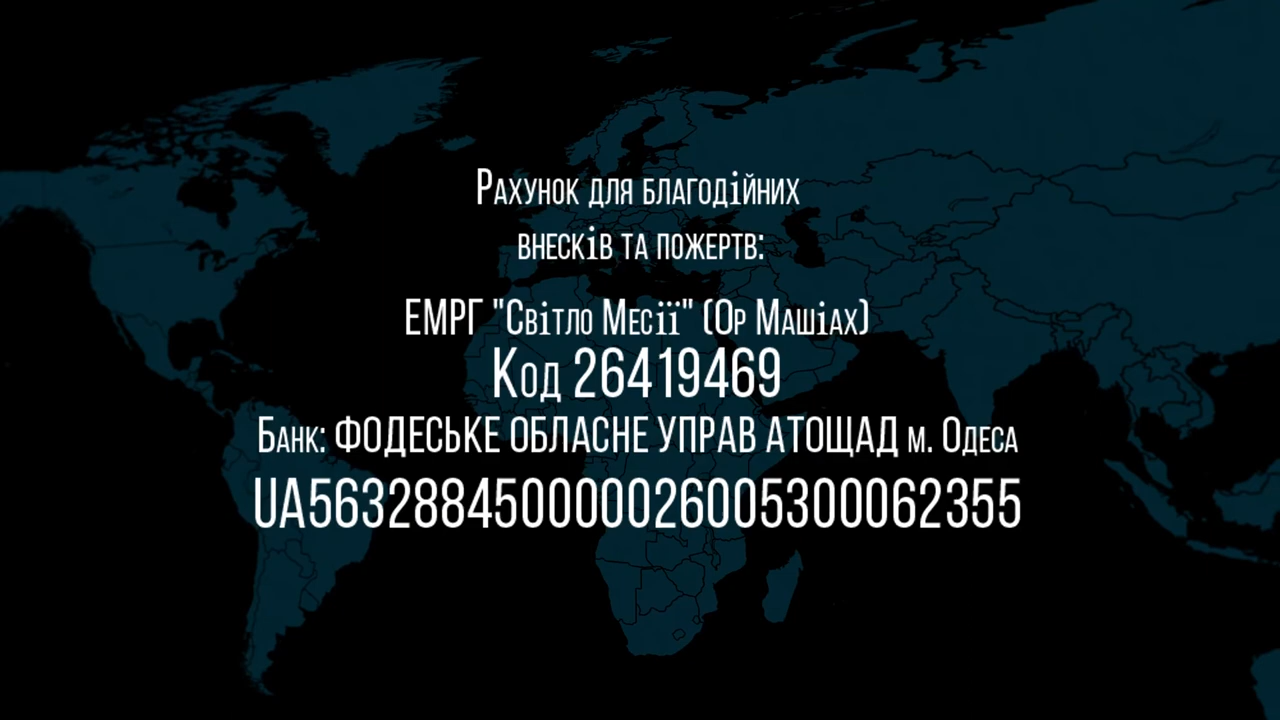 Рахунок для благодійних
внесків та пожертв:
ЕМРГ "Світло Месії" (Ор Машіах)
Код 26419469
Банк: ФОДЕСЬКЕ ОБЛАСНЕ УПРАВ АТОЩАД м. Одеса
UA563288450000026005300062355